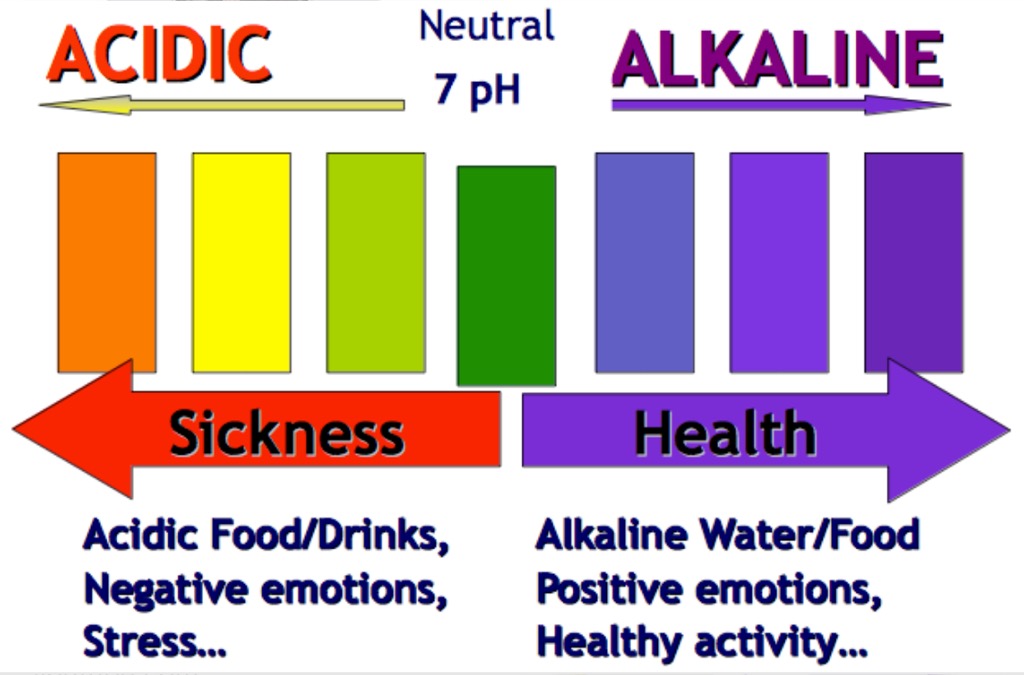 ACIDIC
Neutral
7 pH
ALKALINE
Sickness
Health
Acidic Food/Drinks,
Negative emotions,
Stress...
Alkaline Water/Food
Positive emotions,
Healthy activity...